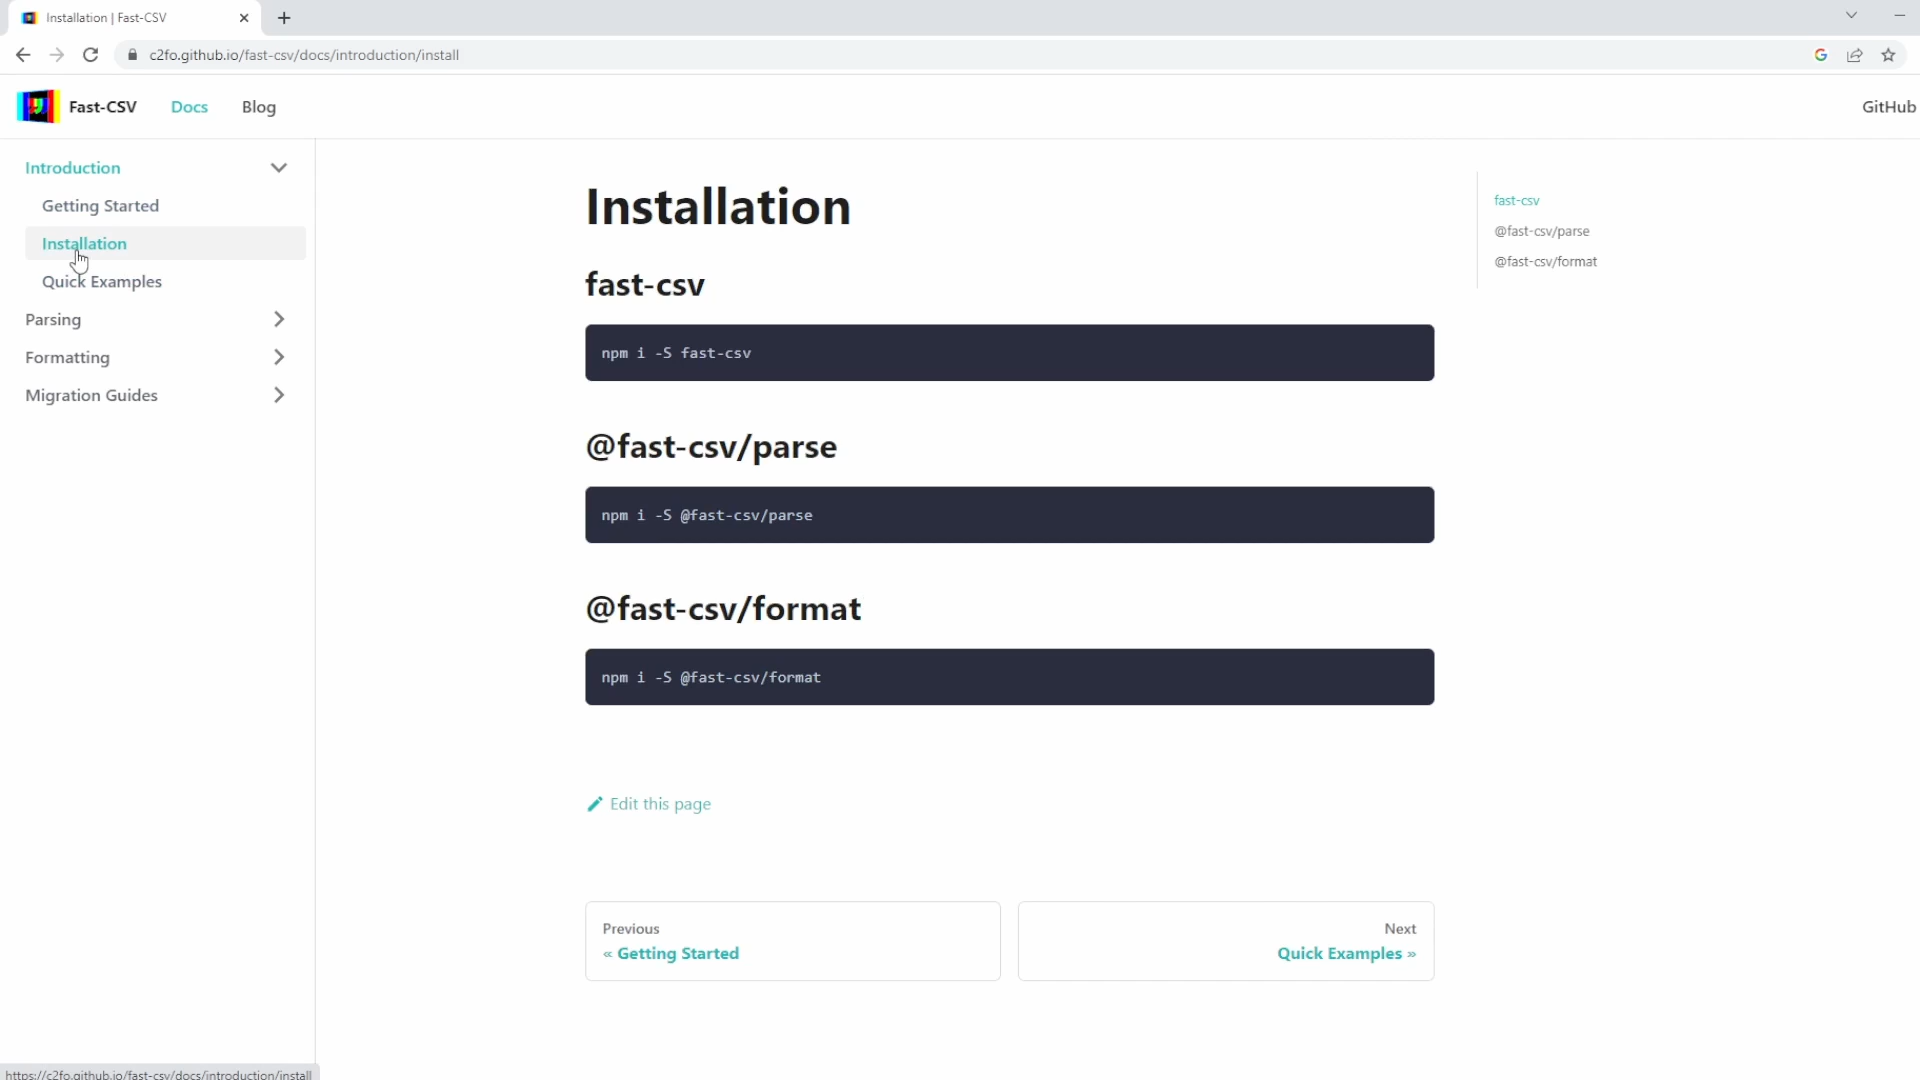 Installation | Fast-CSV
c2fo.github.io/fast-csv/docs/introduction/install
Fast-CSV
Docs
Blog
GitHub
Introduction
Getting Started
Installation
Quick Examples
Parsing
Formatting
Migration Guides
Installation
fast-csv
npm i -S fast-csv
@fast-csv/parse
npm i -S @fast-csv/parse
@fast-csv/format
npm i -S @fast-csv/format
Edit this page
Previous
« Getting Started
Next
Quick Examples »
fast-csv
@fast-csv/parse
@fast-csv/format
https://c2fo.github.io/fast-csv/docs/introduction/install